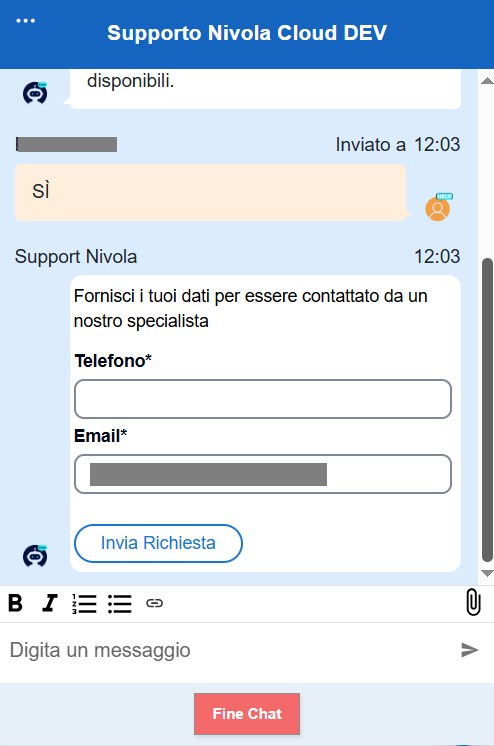 Supporto Nivola Cloud DEV
disponibili.
Inviato a 12:03
SÌ
Support Nivola 12:03
Fornisci i tuoi dati per essere contattato da un
nostro specialista
Telefono*
Email*
Invia Richiesta
B I
Digita un messaggio
Fine Chat